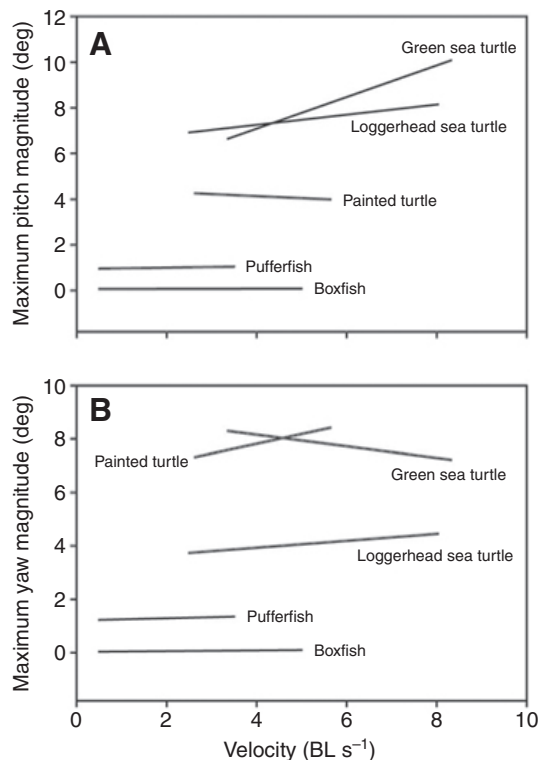 A
Maximum pitch magnitude (deg)
12
10
8
6
4
2
0
Green sea turtle
Loggerhead sea turtle
Painted turtle
Pufferfish
Boxfish
B
Maximum yaw magnitude (deg)
10
8
6
4
2
0
Painted turtle
Green sea turtle
Loggerhead sea turtle
Pufferfish
Boxfish
0 2 4 6 8 10
Velocity (BL s⁻¹)